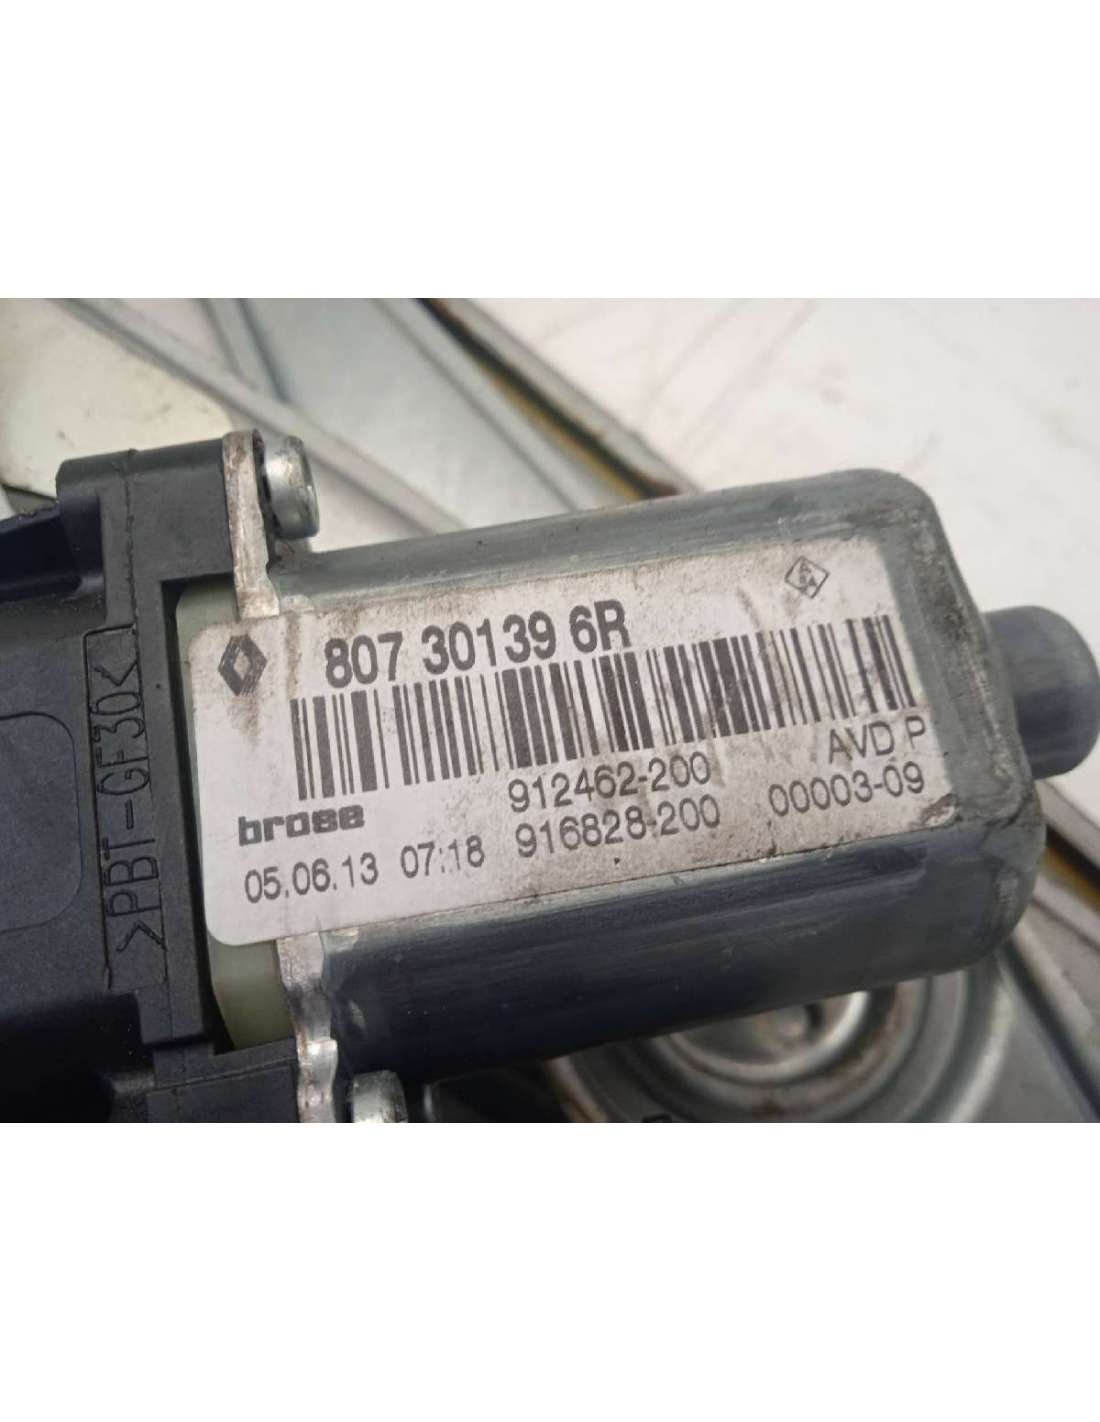 807 30139 6R
912462-200 AVD P
brose
05.06.13 07:18 916828-200 00003-09
>PBT-GF30<